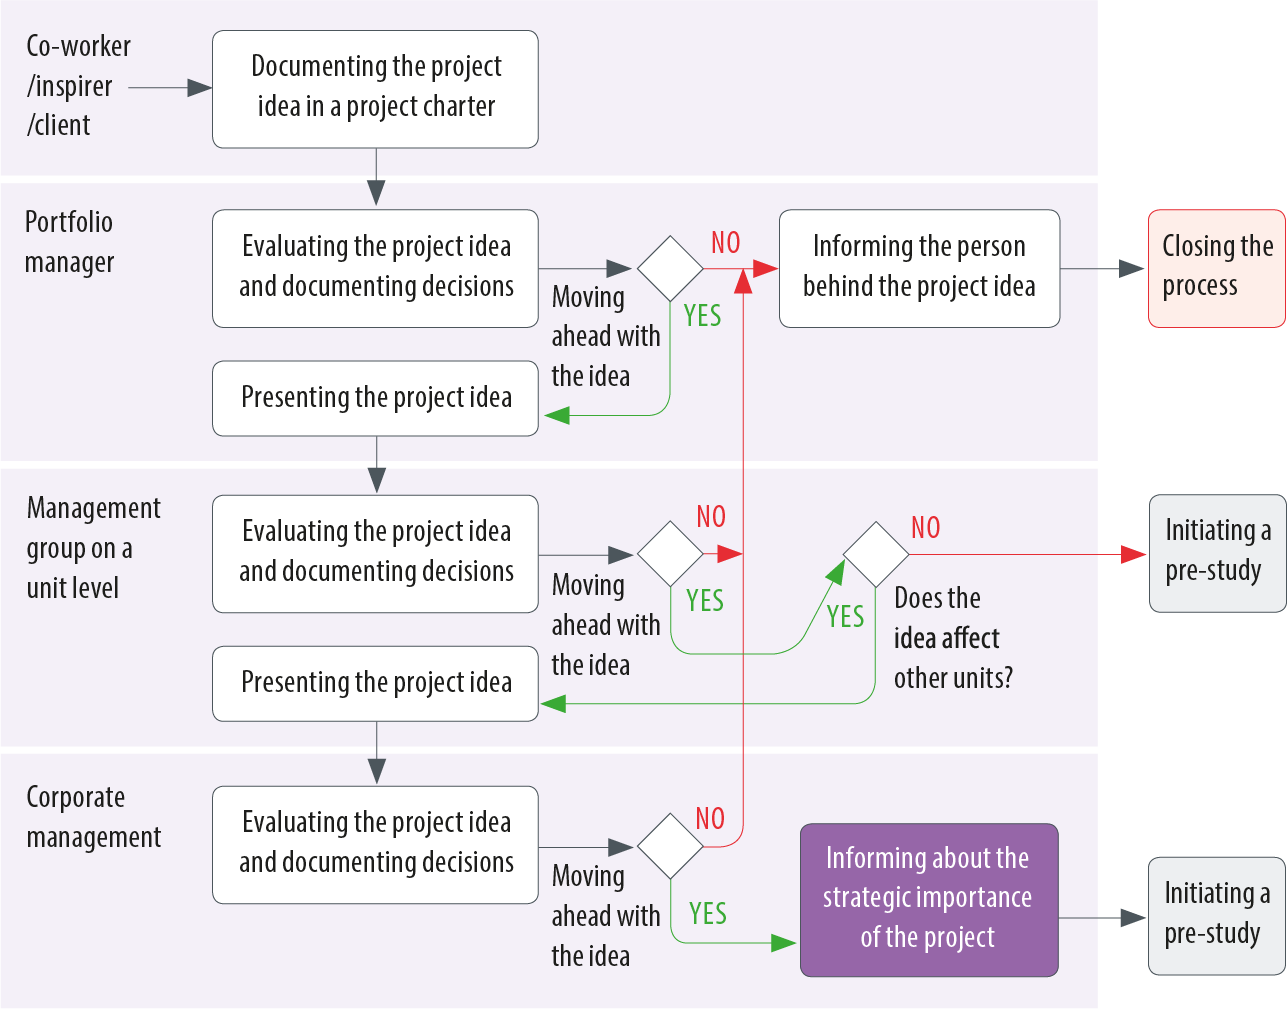 Co-worker
/inspirer
/client
Documenting the project
idea in a project charter
Portfolio
manager
Evaluating the project idea
and documenting decisions
Moving
ahead with
the idea
NO
YES
Informing the person
behind the project idea
Closing the
process
Presenting the project idea
Management
group on a
unit level
Evaluating the project idea
and documenting decisions
Moving
ahead with
the idea
NO
YES
YES
NO
Does the
idea affect
other units?
Initiating a
pre-study
Presenting the project idea
Corporate
management
Evaluating the project idea
and documenting decisions
Moving
ahead with
the idea
NO
YES
Informing about the
strategic importance
of the project
Initiating a
pre-study